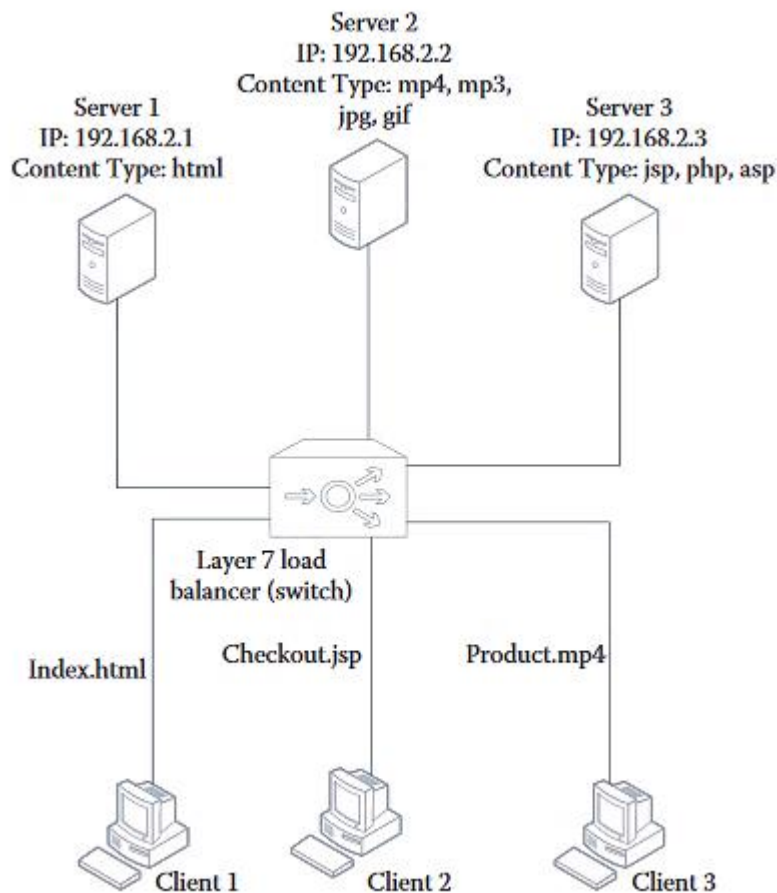 Server 2
IP: 192.168.2.2
Content Type: mp4, mp3,
jpg, gif
Server 1
IP: 192.168.2.1
Content Type: html
Server 3
IP: 192.168.2.3
Content Type: jsp, php, asp
Layer 7 load
balancer (switch)
Index.html
Checkout.jsp
Product.mp4
Client 1
Client 2
Client 3